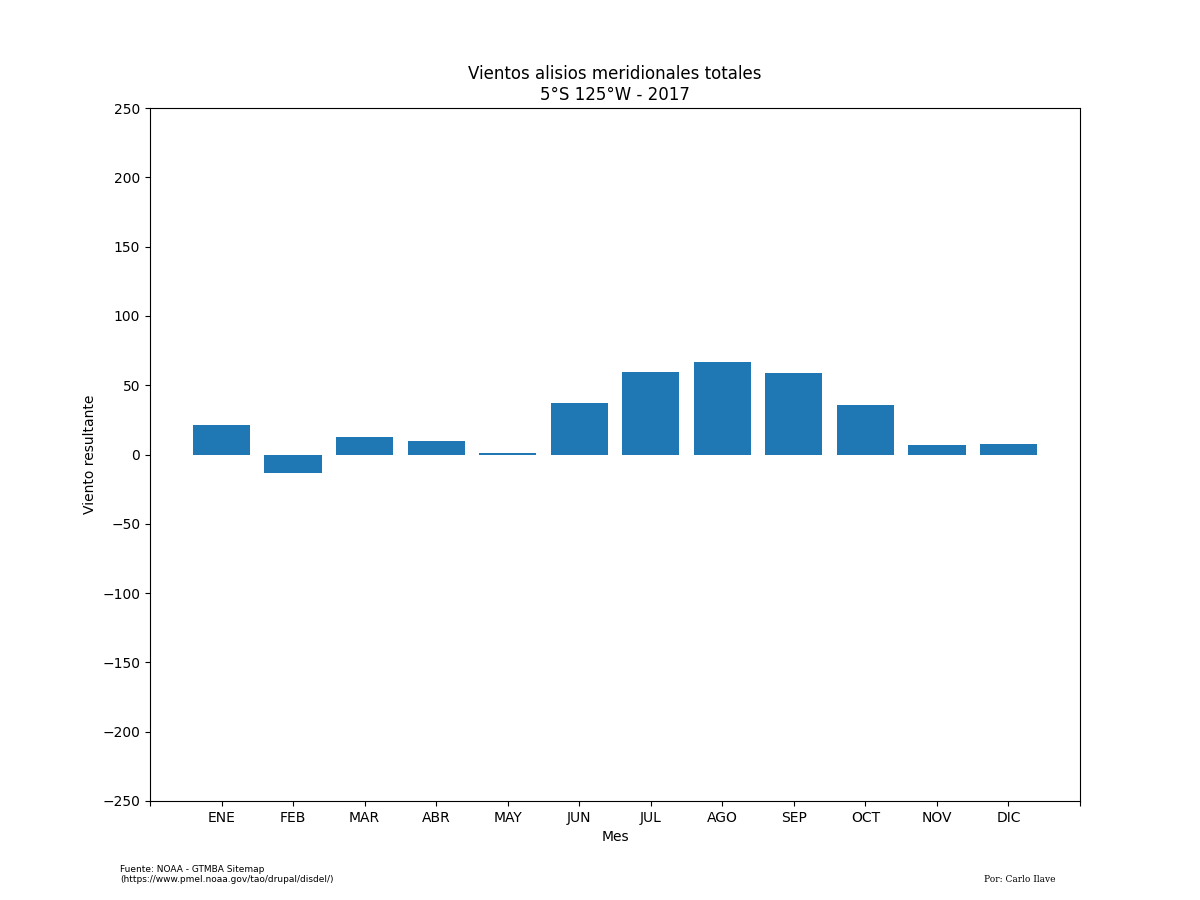 Vientos alisios meridionales totales
5°S 125°W - 2017
250
200
150
100
50
0
−50
−100
−150
−200
−250
Viento resultante
ENE FEB MAR ABR MAY JUN JUL AGO SEP OCT NOV DIC
Mes
Fuente: NOAA - GTMBA Sitemap
(https://www.pmel.noaa.gov/tao/drupal/disdel/)
Por: Carlo Ilave